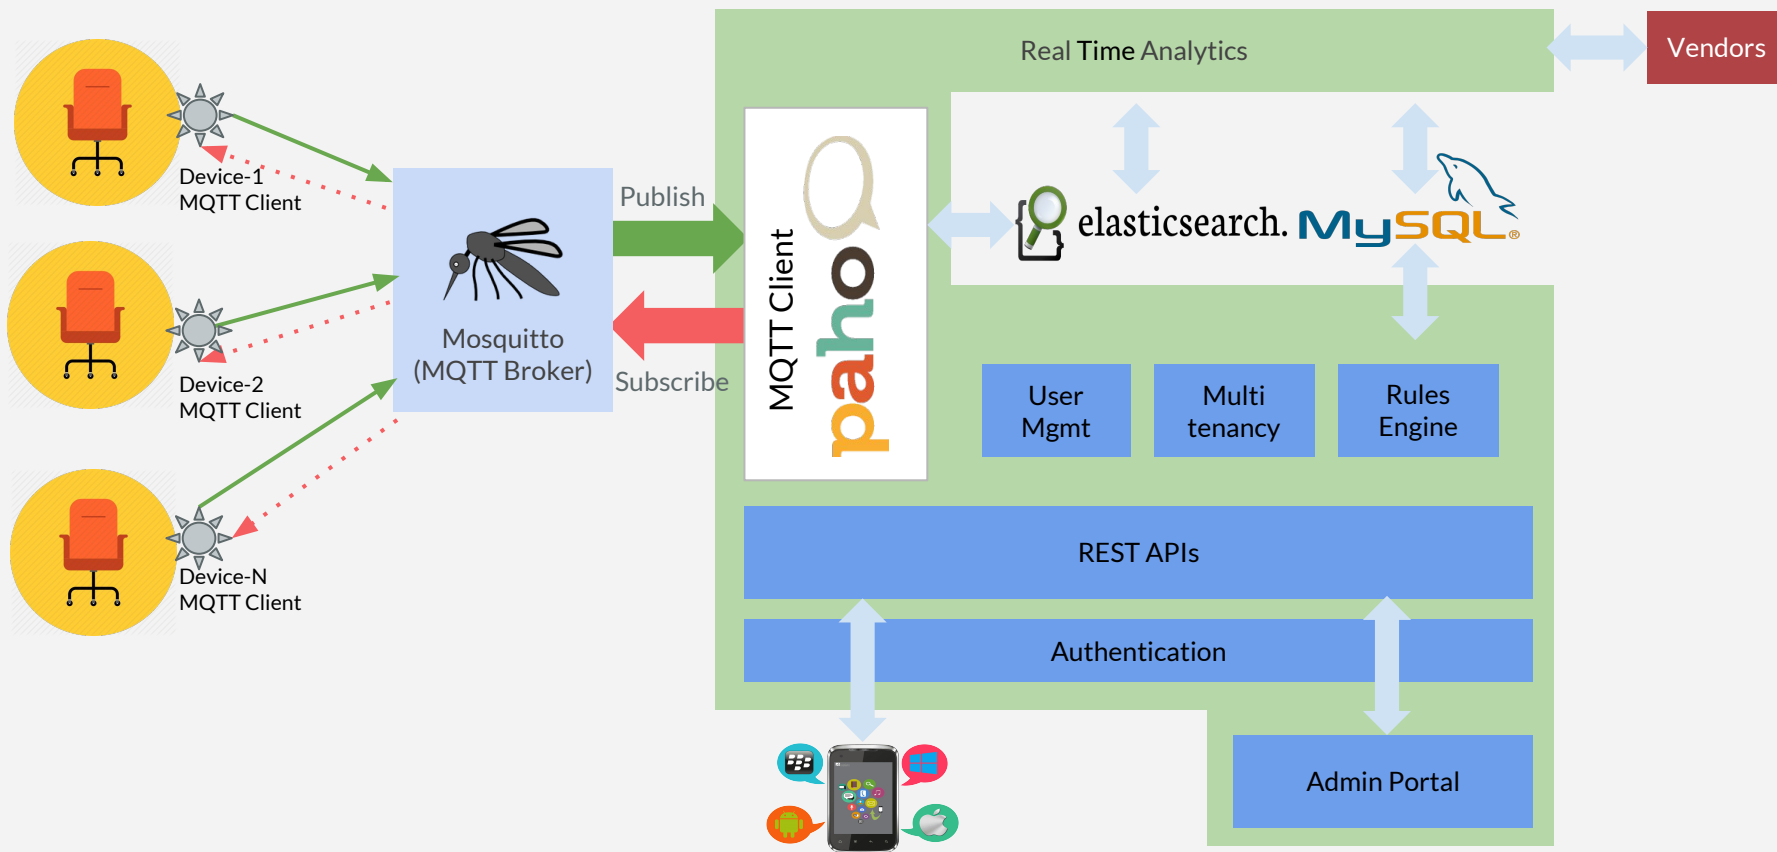 Real Time Analytics
Vendors
Device-1
MQTT Client
Publish
MQTT Client
paho
elasticsearch.
MySQL®
Mosquitto
(MQTT Broker)
Subscribe
Device-2
MQTT Client
User
Mgmt
Multi
tenancy
Rules
Engine
REST APIs
Device-N
MQTT Client
Authentication
Admin Portal